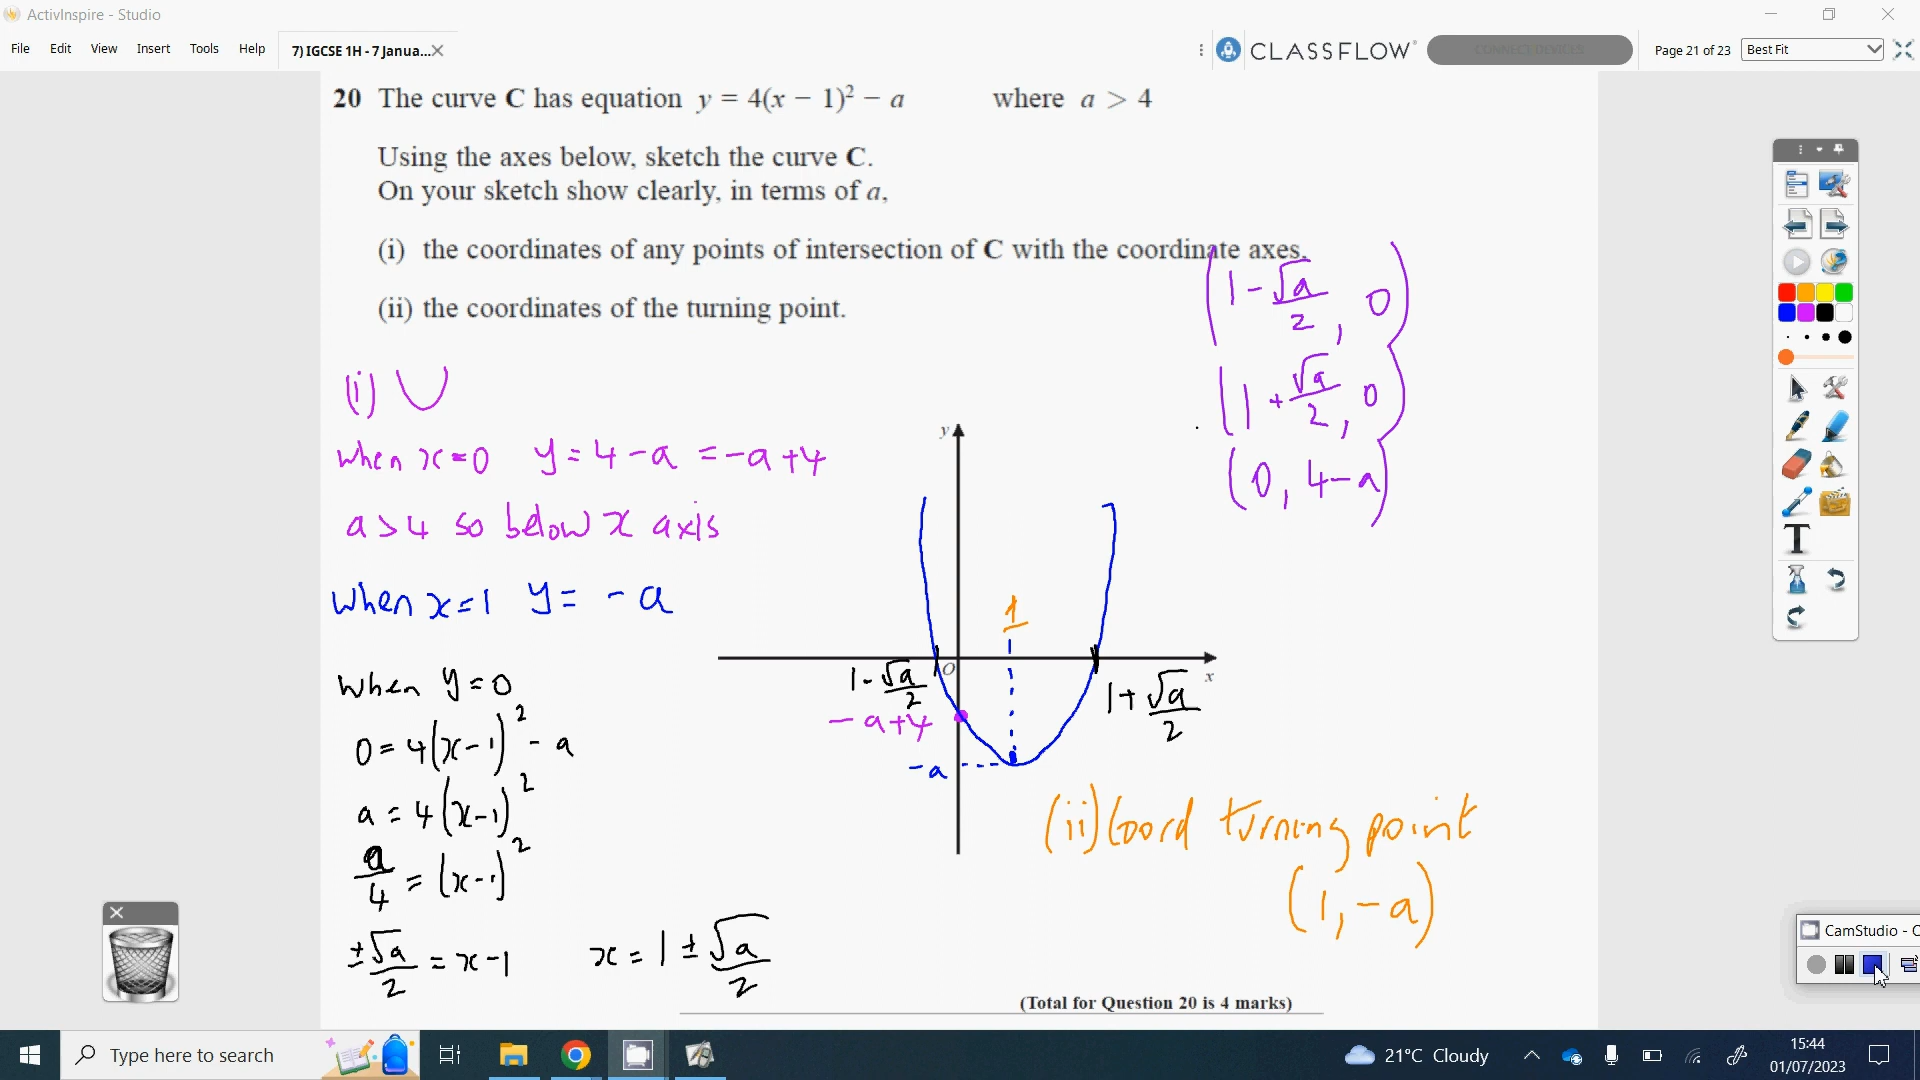 ActivInspire - Studio
File Edit View Insert Tools Help 7) IGCSE 1H - 7 Janua... CLASSFLOW Page 21 of 23 Best Fit
20 The curve C has equation y = 4(x − 1)² − a where a > 4
Using the axes below, sketch the curve C.
On your sketch show clearly, in terms of a,
(i) the coordinates of any points of intersection of C with the coordinate axes,
(ii) the coordinates of the turning point.
(1 - √a/2, 0)
(1 + √a/2, 0)
(0, 4-a)
(i) ∪
When x=0 y = 4-a = -a+4
a>4 so below x axis
When x=1 y = -a
When y=0
0 = 4(x-1)² - a
a = 4(x-1)²
a/4 = (x-1)²
±√a/2 = x-1 x = 1 ± √a/2
y
1
O
x
1-√a/2
1+√a/2
-a+4
-a
(ii) Coord turning point
(1, -a)
(Total for Question 20 is 4 marks)
T
CamStudio - O
Type here to search
21°C Cloudy
15:44
01/07/2023